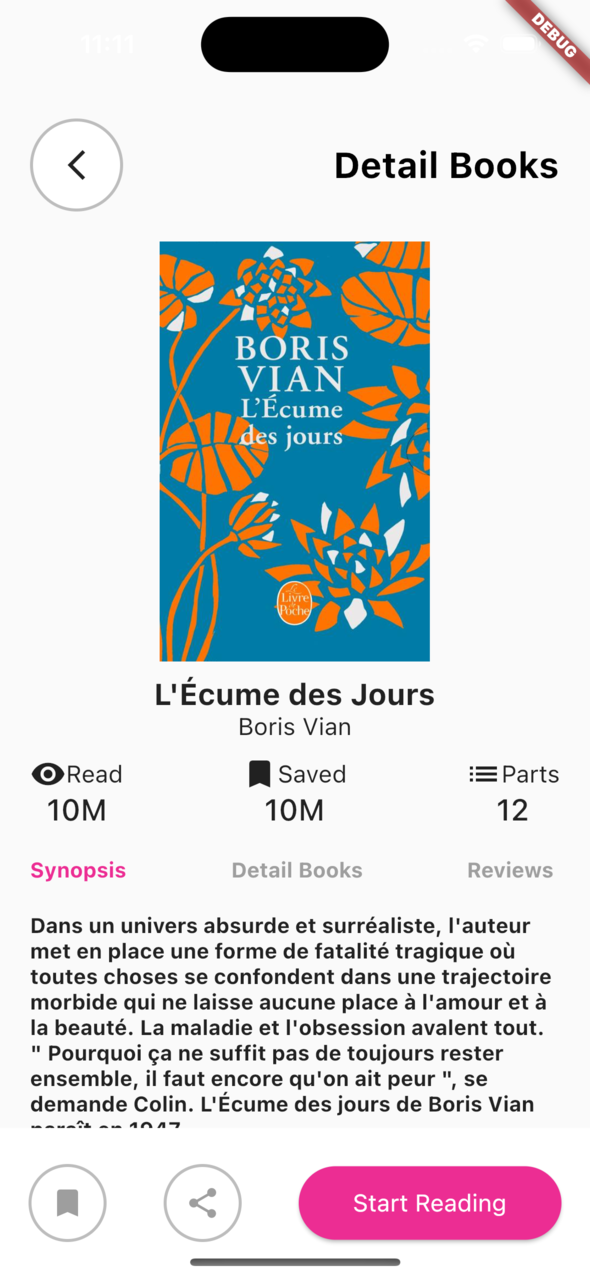 11:11
DEBUG
Detail Books
BORIS
VIAN
L'Écume
des jours
Le
Livre
de
Poche
L'Écume des Jours
Boris Vian
Read Saved Parts
10M 10M 12
Synopsis Detail Books Reviews
Dans un univers absurde et surréaliste, l'auteur
met en place une forme de fatalité tragique où
toutes choses se confondent dans une trajectoire
morbide qui ne laisse aucune place à l'amour et à
la beauté. La maladie et l'obsession avalent tout.
" Pourquoi ça ne suffit pas de toujours rester
ensemble, il faut encore qu'on ait peur ", se
demande Colin. L'Écume des jours de Boris Vian
paraît en 1947
Start Reading